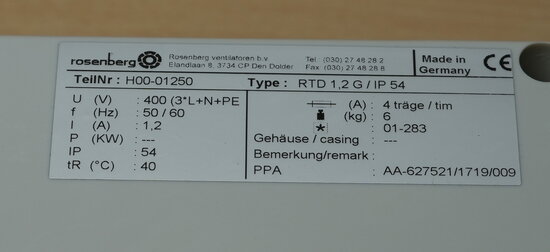 rosenberg Rosenberg ventilatoren b.v. Tel.: (030) 27 48 28 2 Made in
Elandlaan 8, 3734 CP Den Dolder Fax: (030) 27 48 28 8 Germany CE
TeilNr : H00-01250 Type : RTD 1,2 G / IP 54
U (V) : 400 (3*L+N+PE (A) : 4 träge / tim
f (Hz) : 50 / 60 (kg) : 6
I (A) : 1,2 * : 01-283
P (KW) : --- Gehäuse / casing : ---
IP : 54 Bemerkung/remark :
tR (°C) : 40 PPA : AA-627521/1719/009